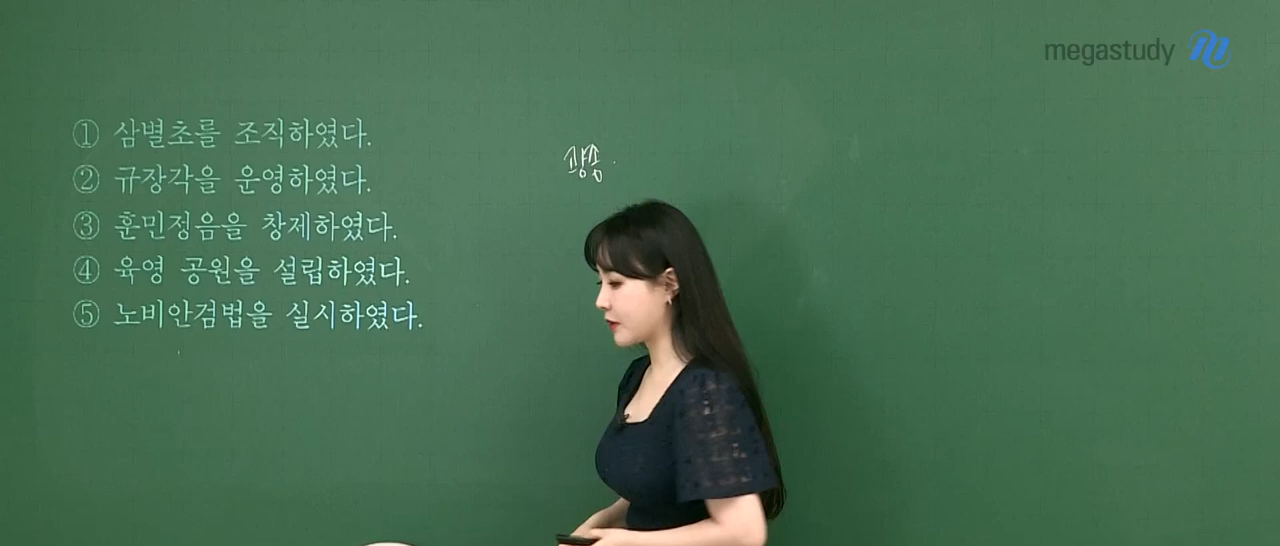 megastudy
① 삼별초를 조직하였다.
② 규장각을 운영하였다.
③ 훈민정음을 창제하였다.
④ 육영 공원을 설립하였다.
⑤ 노비안검법을 실시하였다.